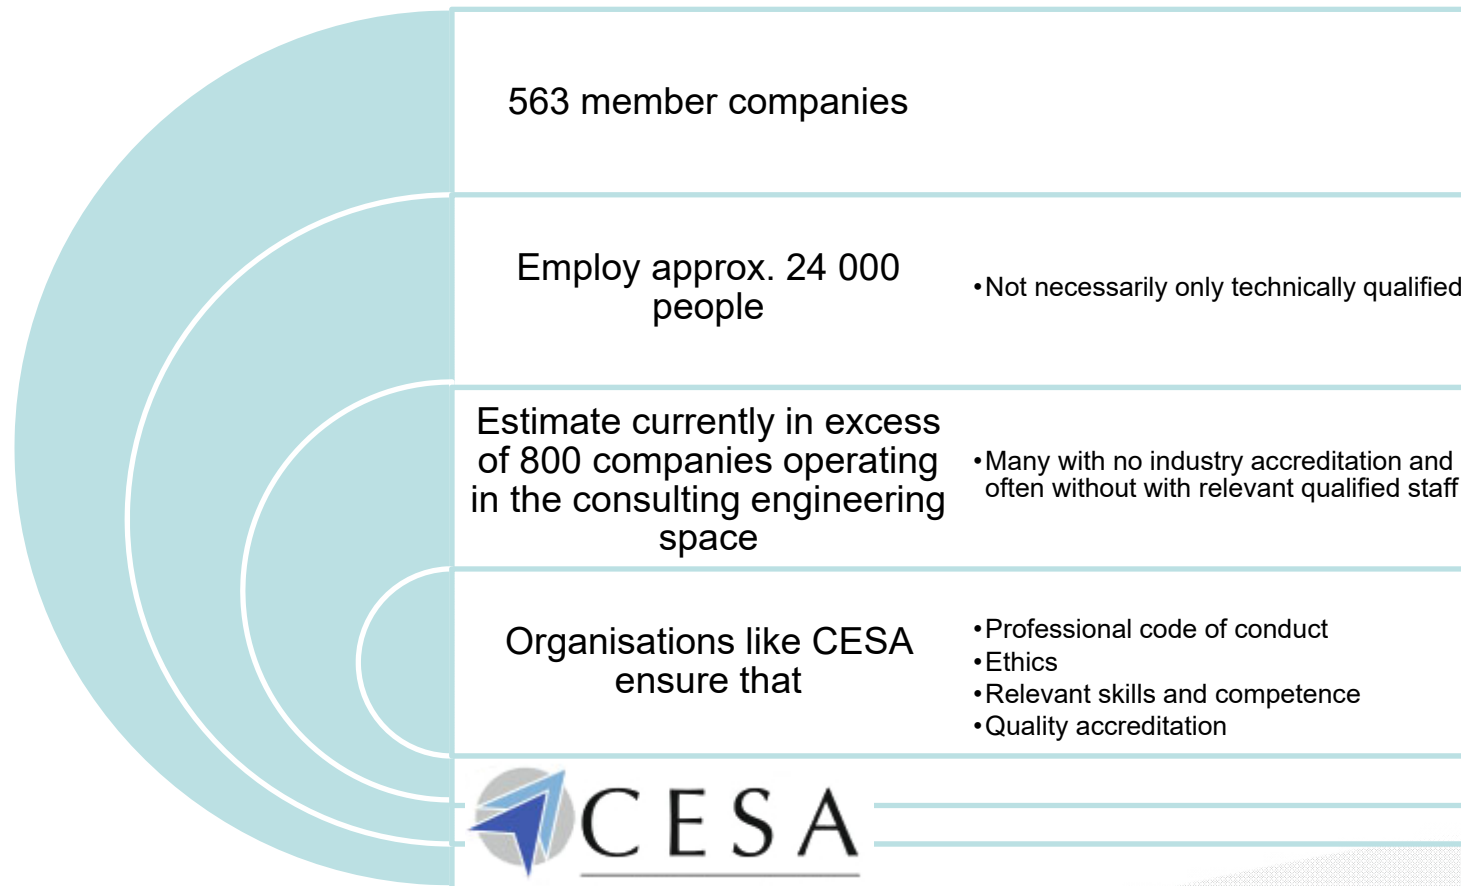 563 member companies
Employ approx. 24 000
people
•Not necessarily only technically qualified
Estimate currently in excess
of 800 companies operating
in the consulting engineering
space
•Many with no industry accreditation and
often without with relevant qualified staff
Organisations like CESA
ensure that
•Professional code of conduct
•Ethics
•Relevant skills and competence
•Quality accreditation
CESA